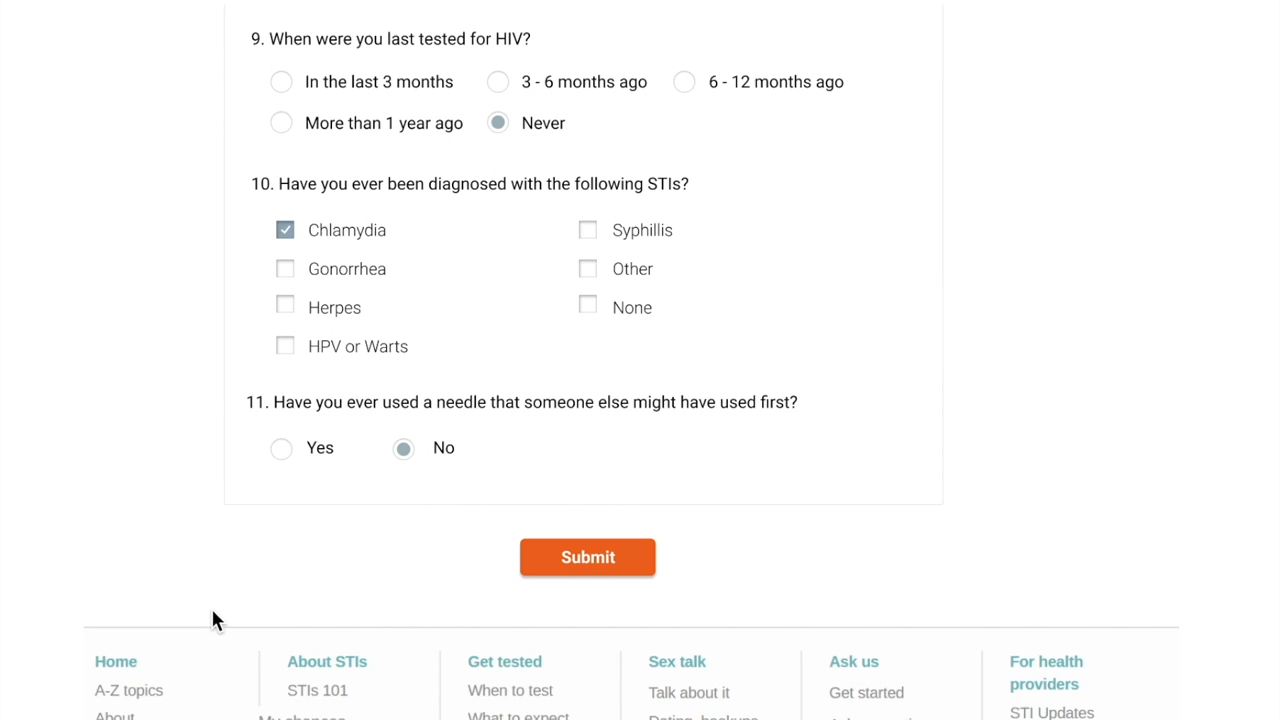 9. When were you last tested for HIV?
In the last 3 months 3 - 6 months ago 6 - 12 months ago
More than 1 year ago Never
10. Have you ever been diagnosed with the following STIs?
Chlamydia Syphillis
Gonorrhea Other
Herpes None
HPV or Warts
11. Have you ever used a needle that someone else might have used first?
Yes No
Submit
Home About STIs Get tested Sex talk Ask us For health providers
A-Z topics STIs 101 When to test Talk about it Get started STI Updates
About My chances What to expect